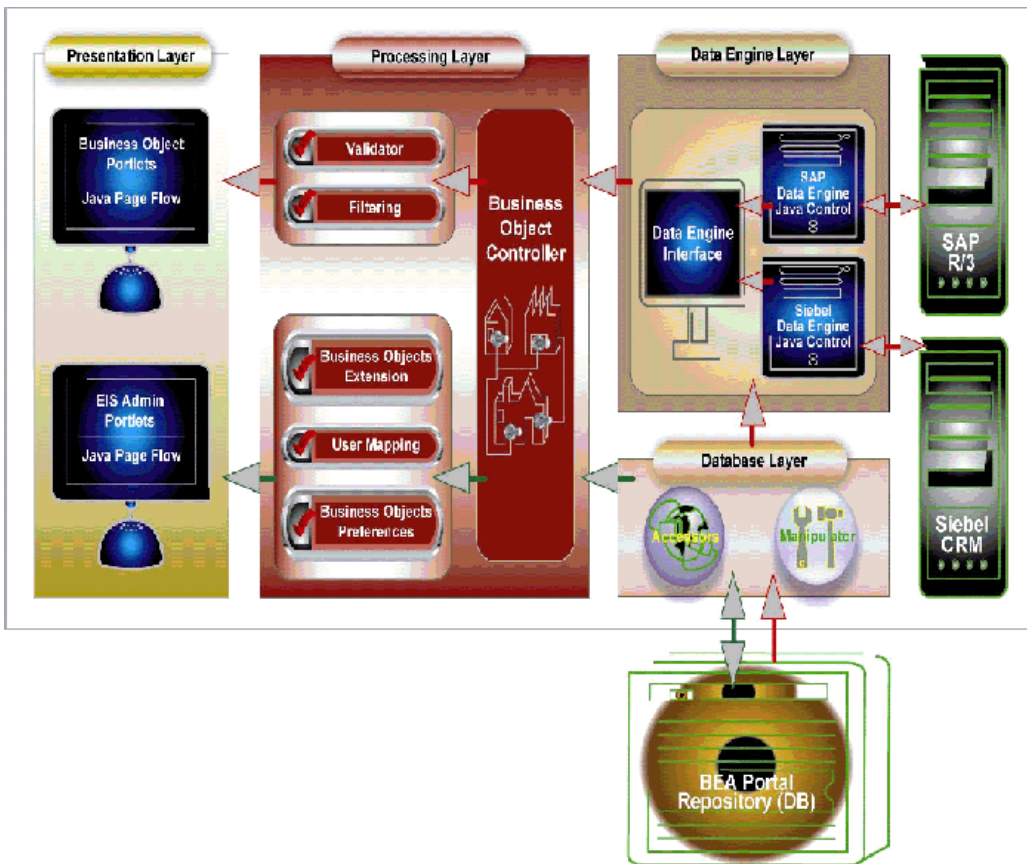 Presentation Layer
Business Object
Portlets
Java Page Flow
EIS Admin
Portlets
Java Page Flow
Processing Layer
Validator
Filtering
Business Objects
Extension
User Mapping
Business Objects
Preferences
Business
Object
Controller
Data Engine Layer
Data Engine
Interface
SAP
Data Engine
Java Control
Siebel
Data Engine
Java Control
Database Layer
Accessors
Manipulator
SAP
R/3
Siebel
CRM
BEA Portal
Repository (DB)